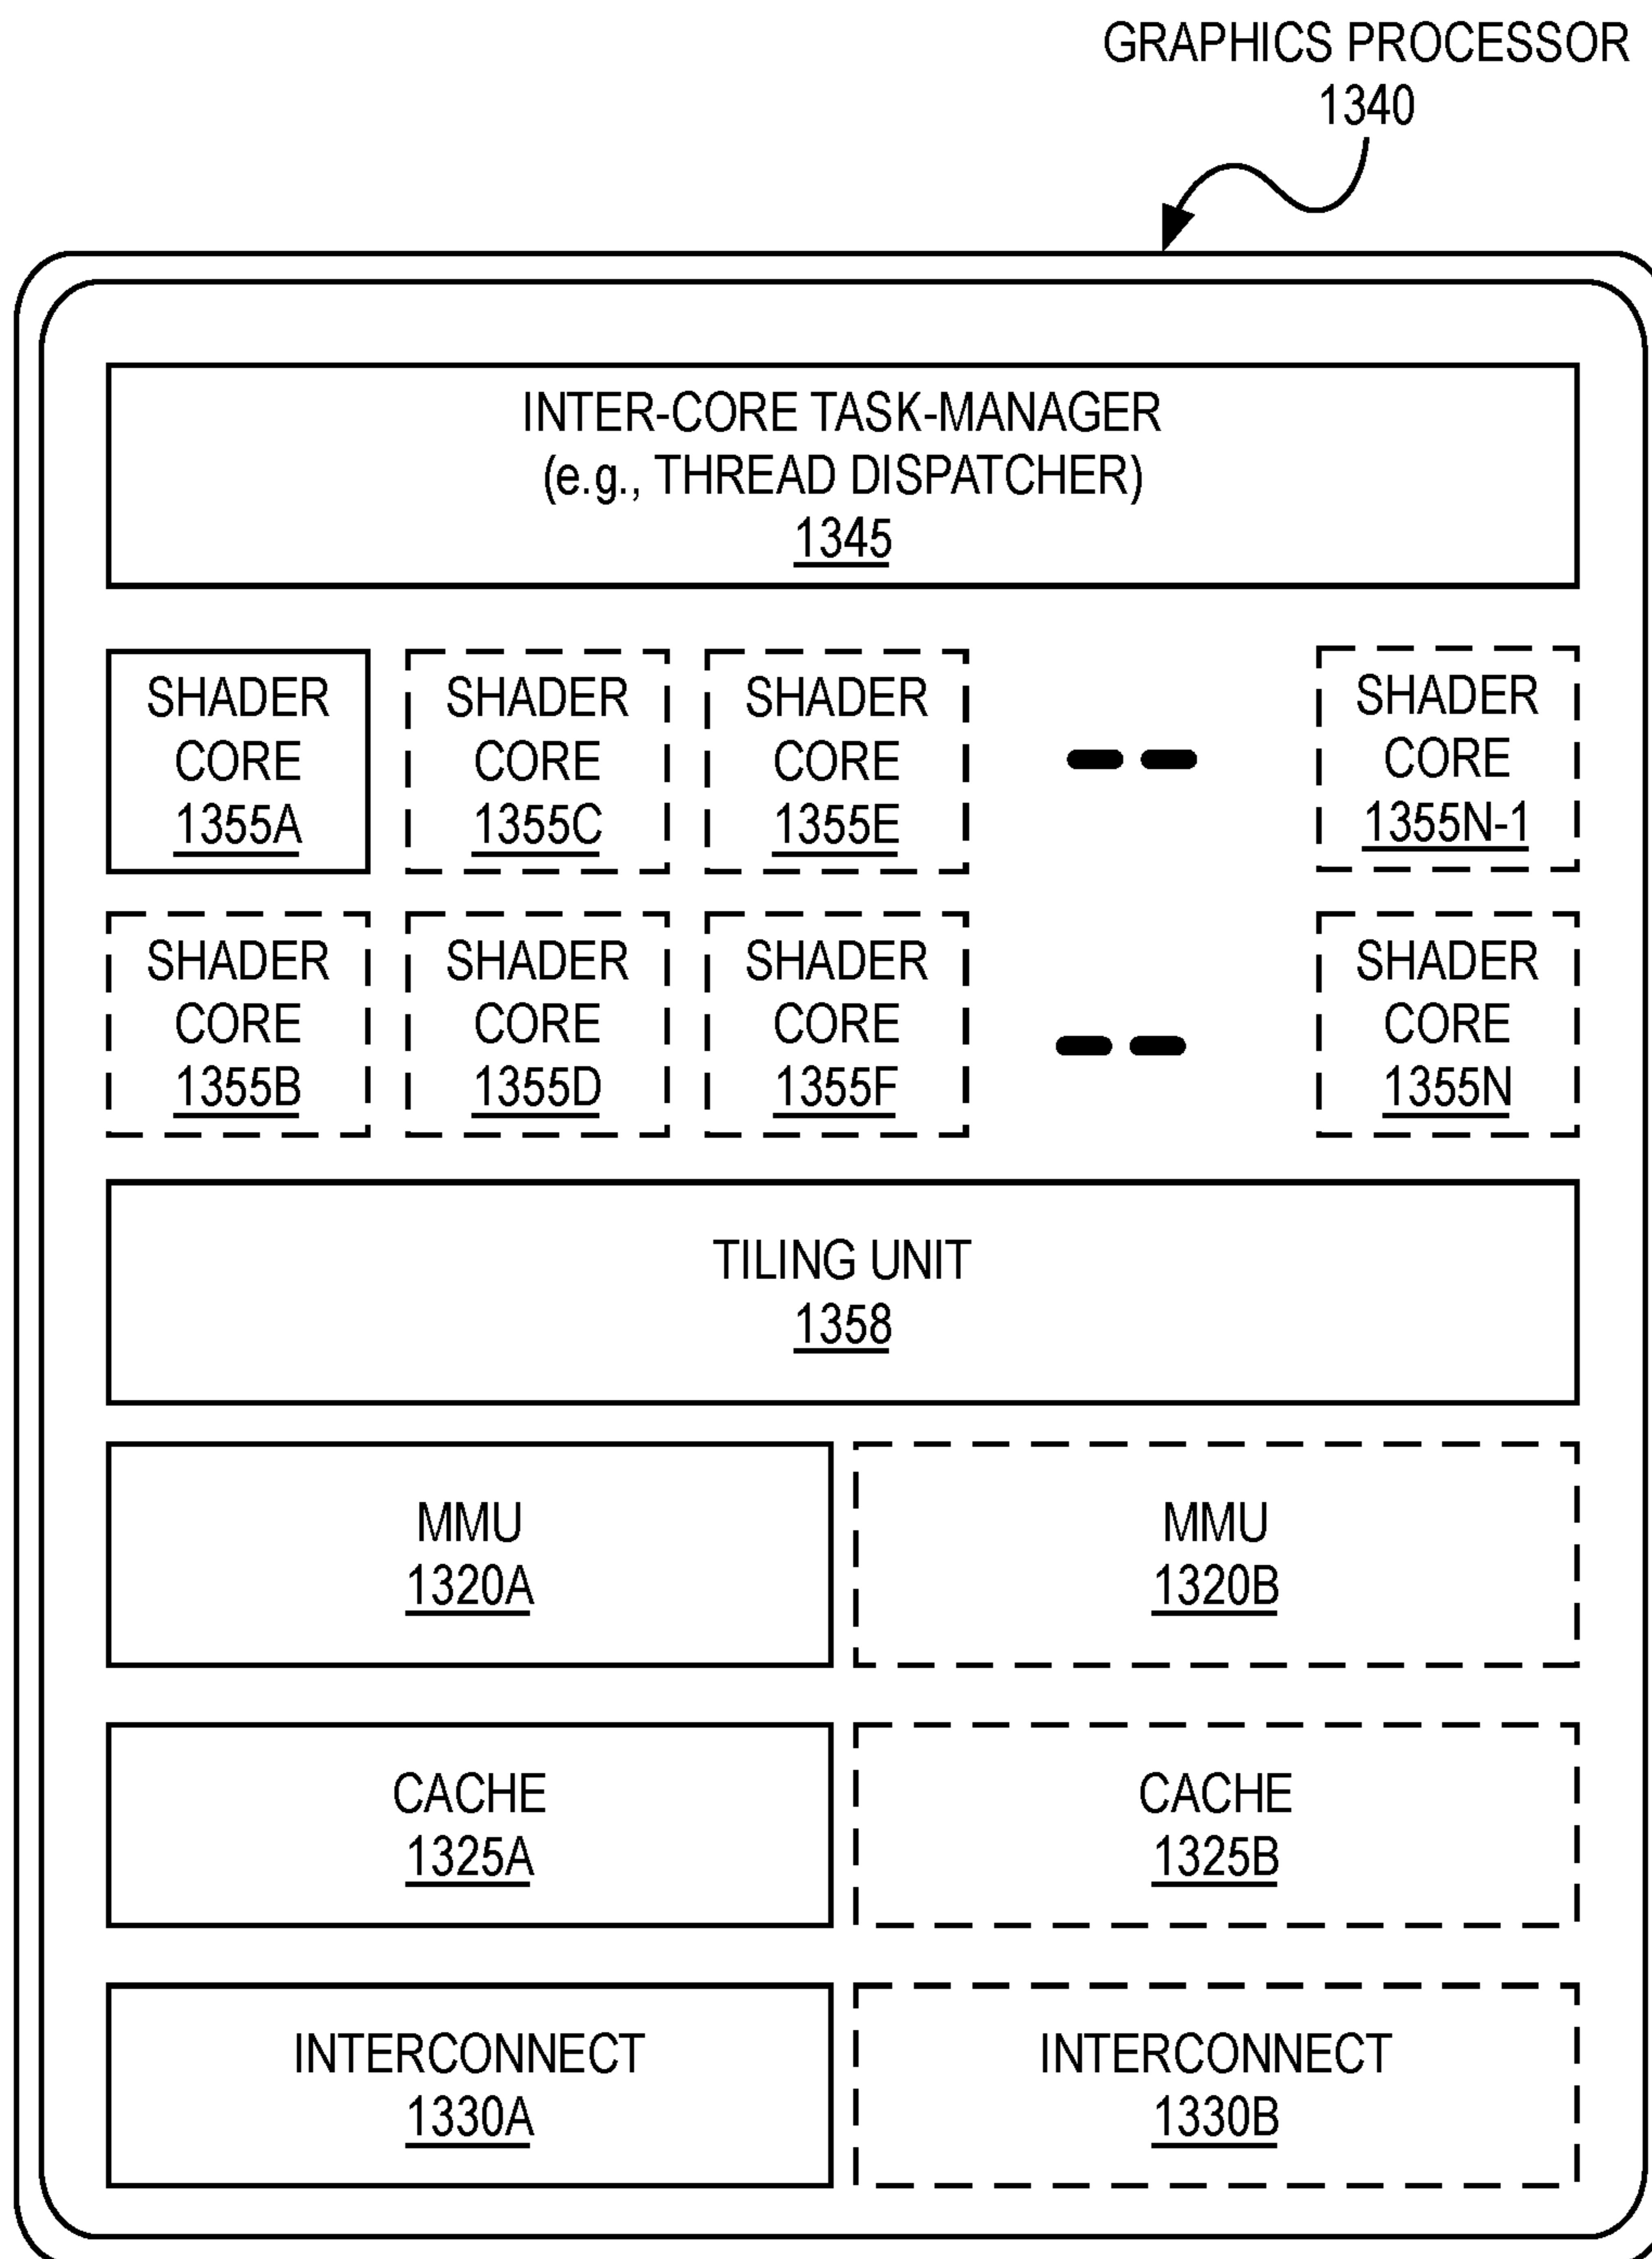 GRAPHICS PROCESSOR
1340
INTER-CORE TASK-MANAGER
(e.g., THREAD DISPATCHER)
1345
SHADER
CORE
1355A
SHADER
CORE
1355C
SHADER
CORE
1355E
SHADER
CORE
1355N-1
SHADER
CORE
1355B
SHADER
CORE
1355D
SHADER
CORE
1355F
SHADER
CORE
1355N
TILING UNIT
1358
MMU
1320A
MMU
1320B
CACHE
1325A
CACHE
1325B
INTERCONNECT
1330A
INTERCONNECT
1330B